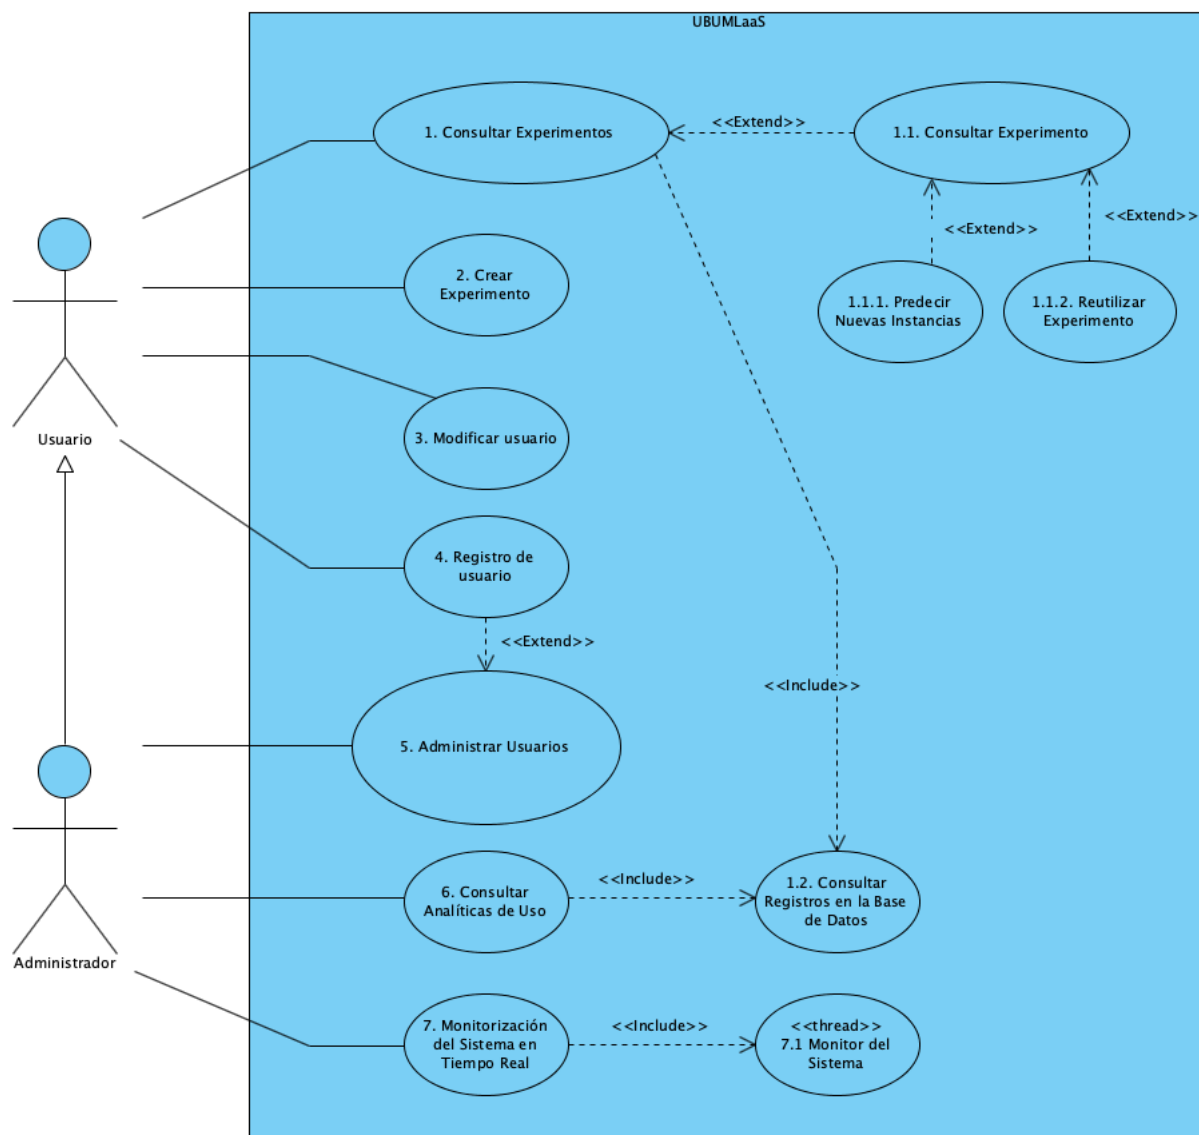 UBUMLaaS
1. Consultar Experimentos
<<Extend>>
1.1. Consultar Experimento
<<Extend>>
<<Extend>>
2. Crear
Experimento
1.1.1. Predecir
Nuevas Instancias
1.1.2. Reutilizar
Experimento
Usuario
3. Modificar usuario
4. Registro de
usuario
<<Extend>>
<<Include>>
5. Administrar Usuarios
6. Consultar
Analíticas de Uso
<<Include>>
1.2. Consultar
Registros en la Base
de Datos
Administrador
7. Monitorización
del Sistema en
Tiempo Real
<<Include>>
<<thread>>
7.1 Monitor del
Sistema